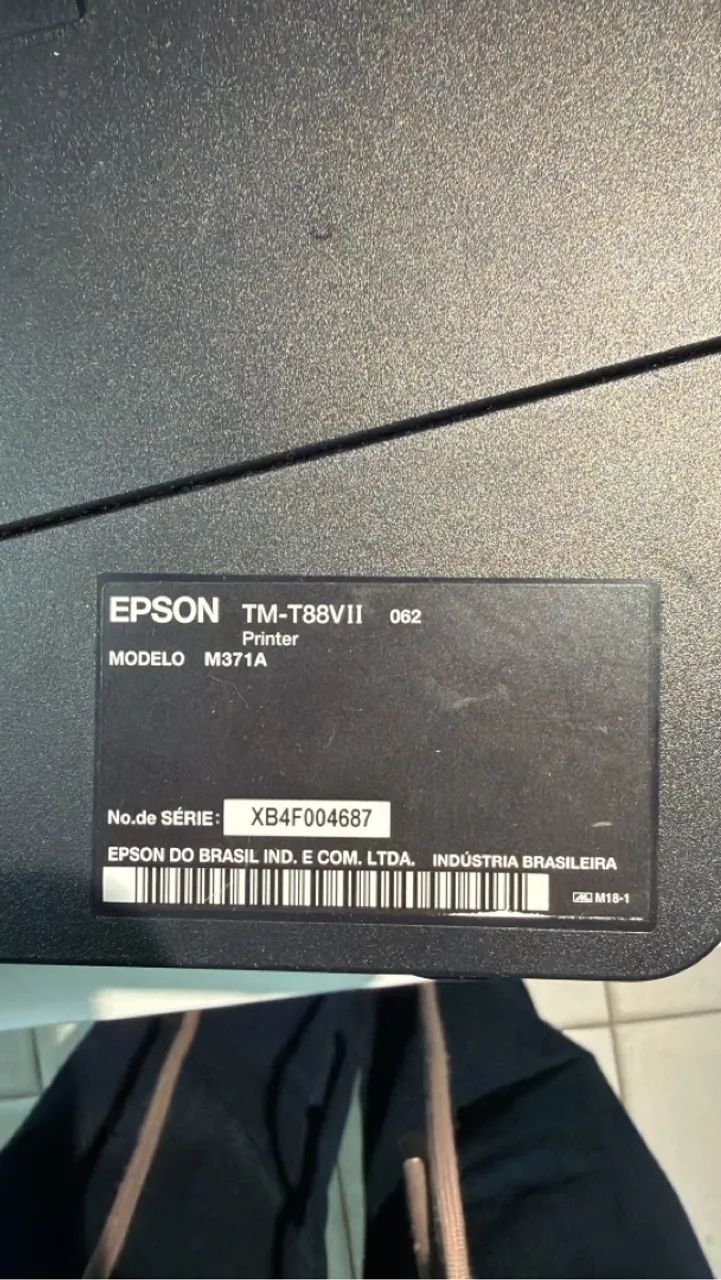 EPSON TM-T88VII 062
Printer
MODELO M371A
No.de SÉRIE: XB4F004687
EPSON DO BRASIL IND. E COM. LTDA. INDÚSTRIA BRASILEIRA
M18-1